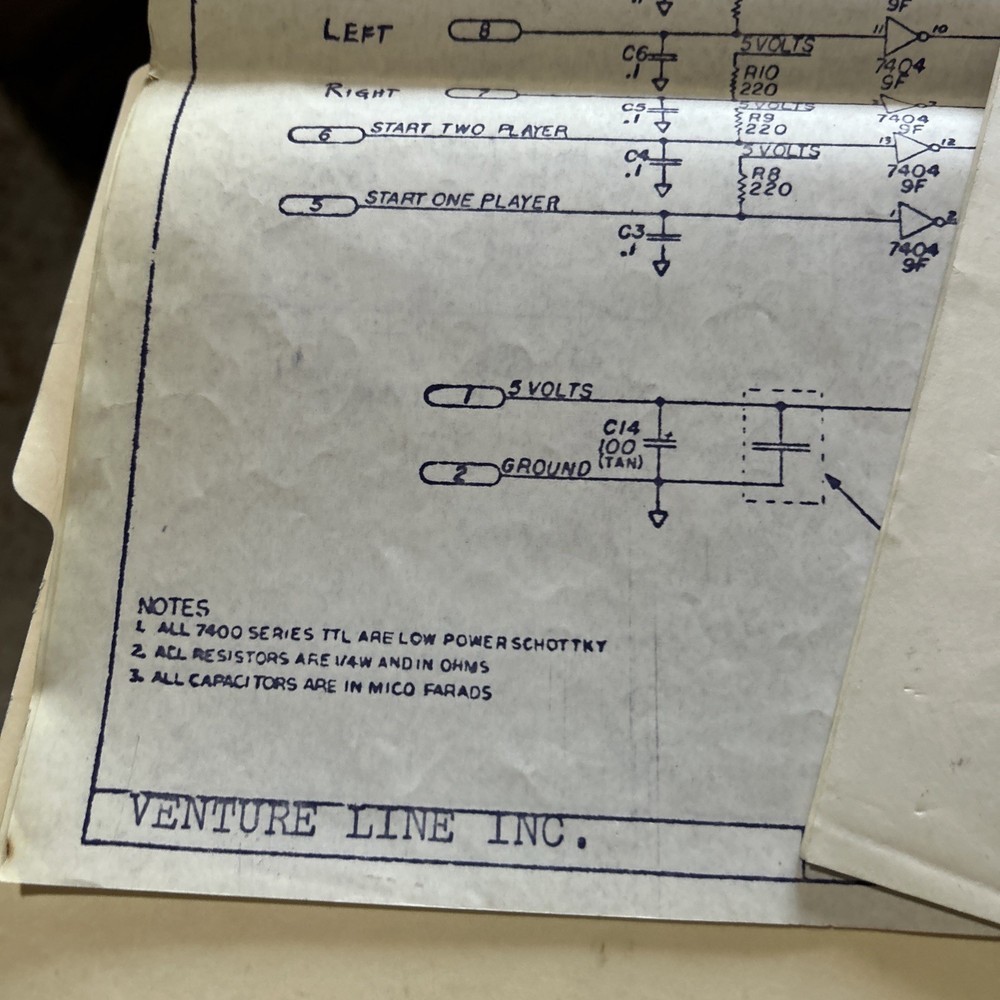 9F
LEFT 8 11 10
C6 .1
5 VOLTS
R10 220
7404 9F
RIGHT 7
C5 .1
5 VOLTS
R9 220
7404 9F
6 START TWO PLAYER 13 12
C4 .1
5 VOLTS
R8 220
7404 9F
5 START ONE PLAYER 1 2
C3 .1
7404 9F
1 5 VOLTS
C14
100
(TAN)
2 GROUND
NOTES
1. ALL 7400 SERIES TTL ARE LOW POWER SCHOTTKY
2. ALL RESISTORS ARE 1/4W AND IN OHMS
3. ALL CAPACITORS ARE IN MICO FARADS
VENTURE LINE INC.